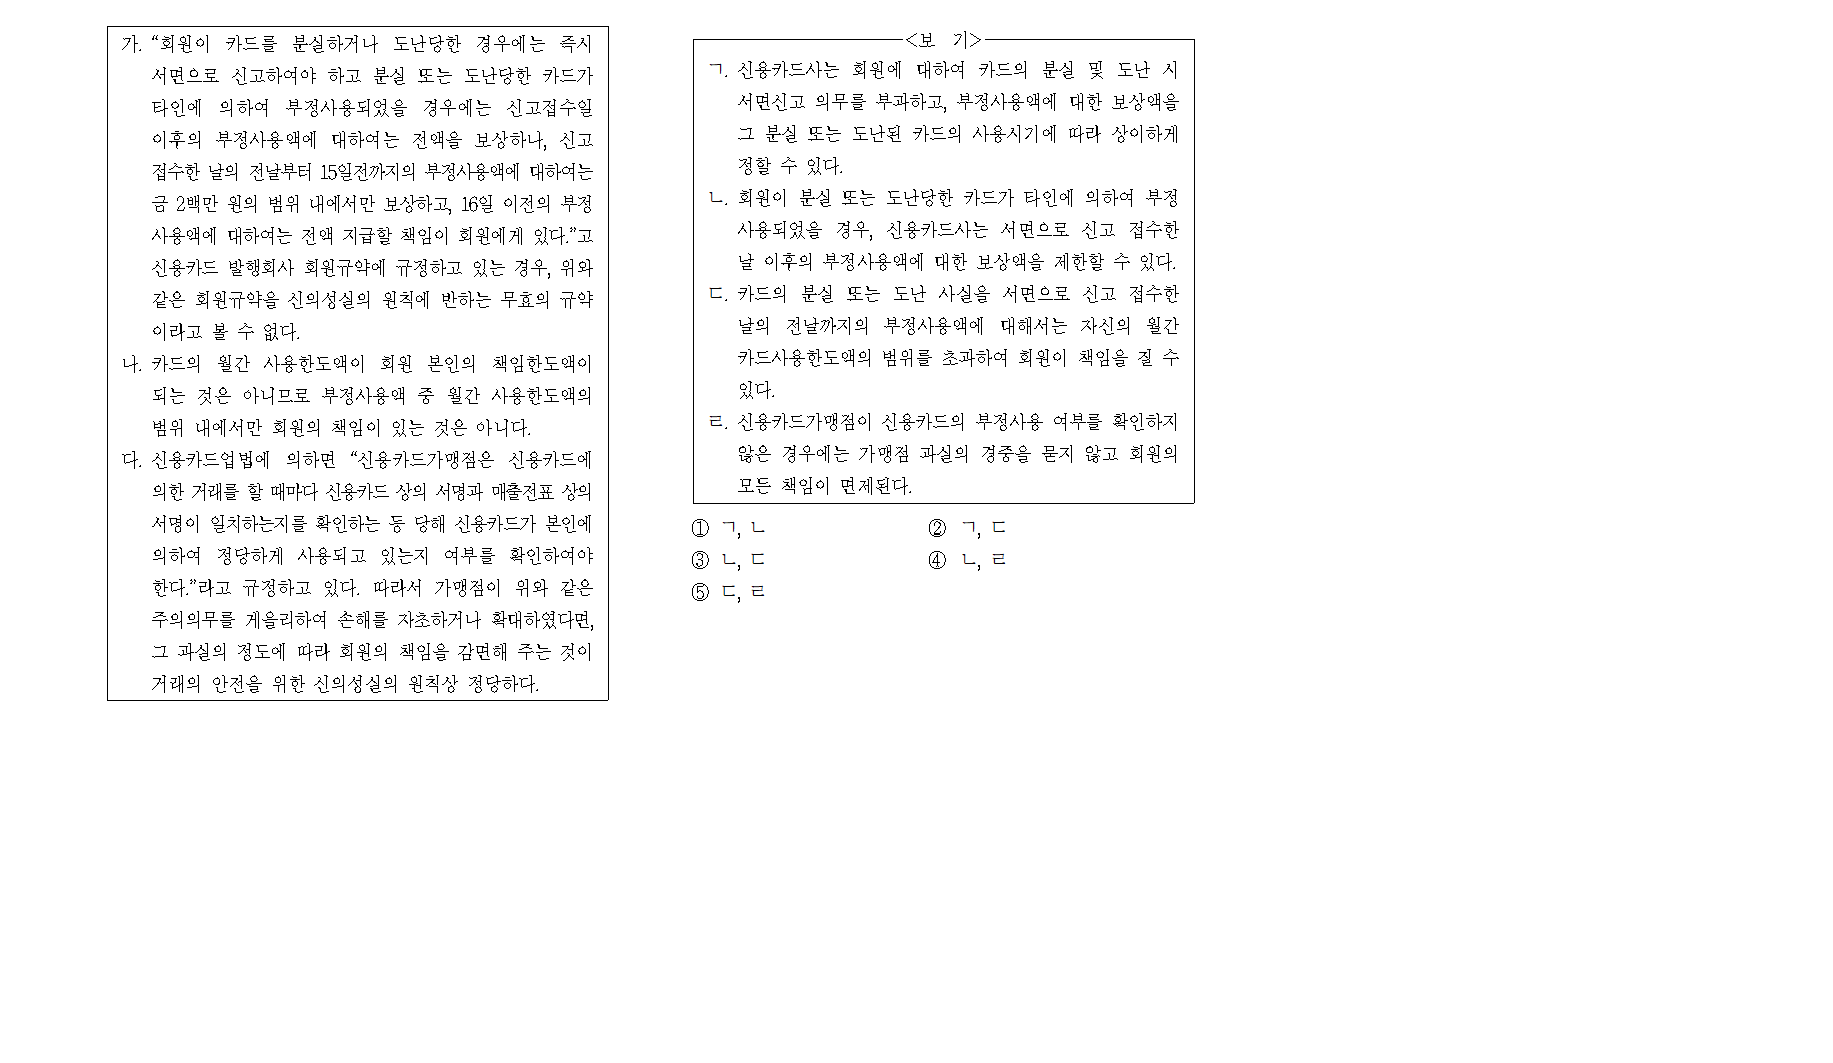 가. “회원이 카드를 분실하거나 도난당한 경우에는 즉시
서면으로 신고하여야 하고 분실 또는 도난당한 카드가
타인에 의하여 부정사용되었을 경우에는 신고접수일
이후의 부정사용액에 대하여는 전액을 보상하나, 신고
접수한 날의 전날부터 15일전까지의 부정사용액에 대하여는
금 2백만 원의 범위 내에서만 보상하고, 16일 이전의 부정
사용액에 대하여는 전액 지급할 책임이 회원에게 있다.”고
신용카드 발행회사 회원규약에 규정하고 있는 경우, 위와
같은 회원규약을 신의성실의 원칙에 반하는 무효의 규약
이라고 볼 수 없다.
나. 카드의 월간 사용한도액이 회원 본인의 책임한도액이
되는 것은 아니므로 부정사용액 중 월간 사용한도액의
범위 내에서만 회원의 책임이 있는 것은 아니다.
다. 신용카드업법에 의하면 “신용카드가맹점은 신용카드에
의한 거래를 할 때마다 신용카드 상의 서명과 매출전표 상의
서명이 일치하는지를 확인하는 등 당해 신용카드가 본인에
의하여 정당하게 사용되고 있는지 여부를 확인하여야
한다.”라고 규정하고 있다. 따라서 가맹점이 위와 같은
주의의무를 게을리하여 손해를 자초하거나 확대하였다면,
그 과실의 정도에 따라 회원의 책임을 감면해 주는 것이
거래의 안전을 위한 신의성실의 원칙상 정당하다.
<보 기>
ㄱ. 신용카드사는 회원에 대하여 카드의 분실 및 도난 시
서면신고 의무를 부과하고, 부정사용액에 대한 보상액을
그 분실 또는 도난된 카드의 사용시기에 따라 상이하게
정할 수 있다.
ㄴ. 회원이 분실 또는 도난당한 카드가 타인에 의하여 부정
사용되었을 경우, 신용카드사는 서면으로 신고 접수한
날 이후의 부정사용액에 대한 보상액을 제한할 수 있다.
ㄷ. 카드의 분실 또는 도난 사실을 서면으로 신고 접수한
날의 전날까지의 부정사용액에 대해서는 자신의 월간
카드사용한도액의 범위를 초과하여 회원이 책임을 질 수
있다.
ㄹ. 신용카드가맹점이 신용카드의 부정사용 여부를 확인하지
않은 경우에는 가맹점 과실의 경중을 묻지 않고 회원의
모든 책임이 면제된다.
① ㄱ, ㄴ ② ㄱ, ㄷ
③ ㄴ, ㄷ ④ ㄴ, ㄹ
⑤ ㄷ, ㄹ